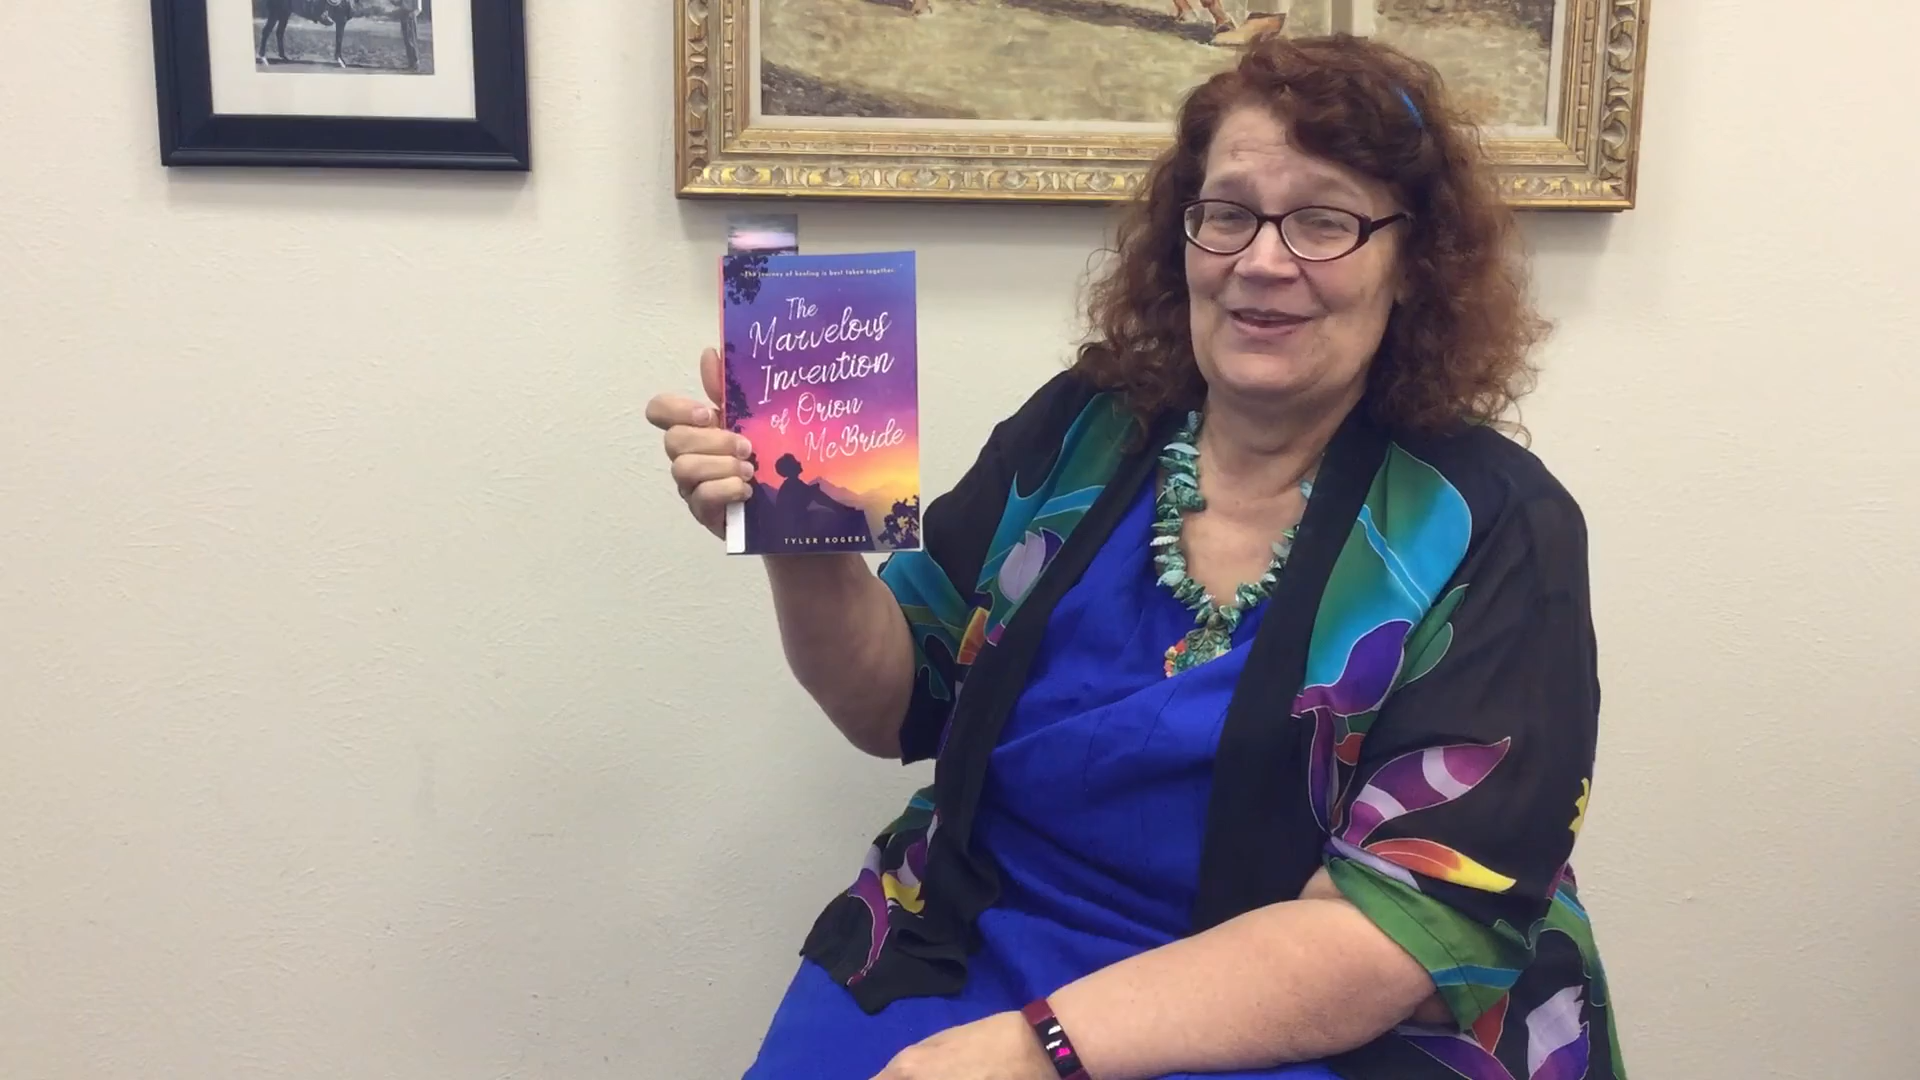 The journey of healing is best taken together.
The
Marvelous
Invention
of Orion
McBride
TYLER ROGERS